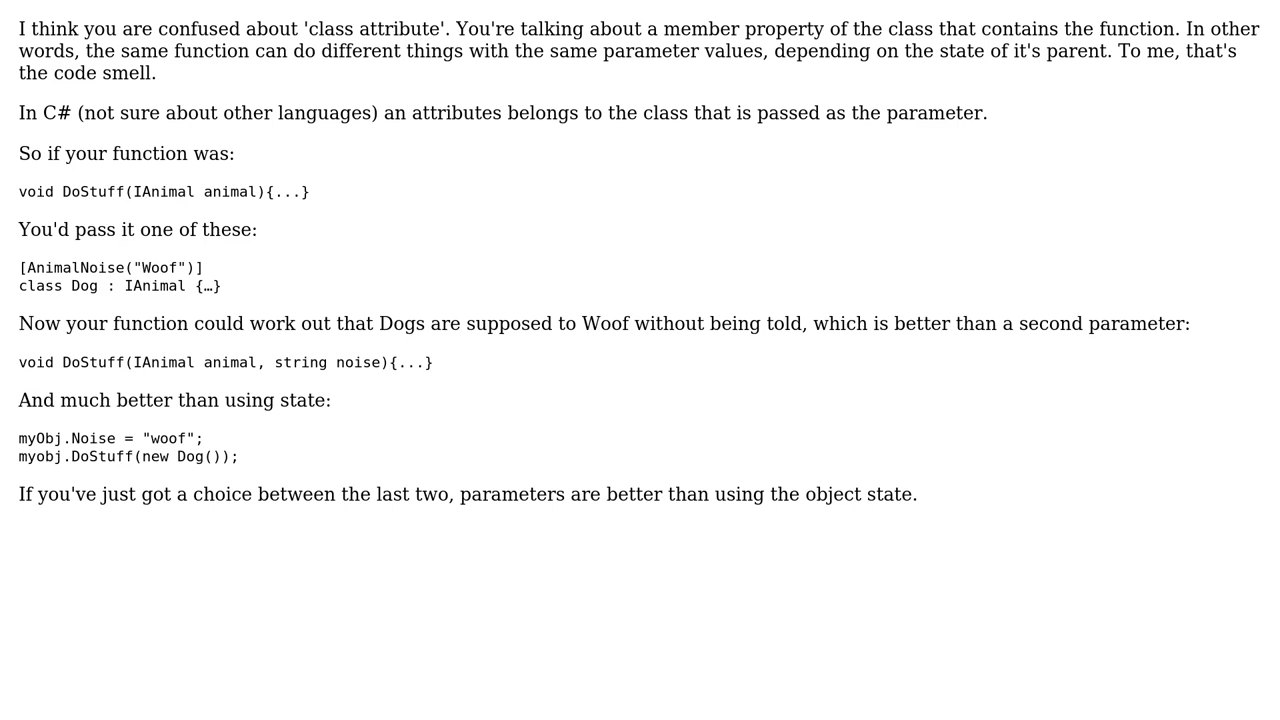 I think you are confused about 'class attribute'. You're talking about a member property of the class that contains the function. In other
words, the same function can do different things with the same parameter values, depending on the state of it's parent. To me, that's
the code smell.
In C# (not sure about other languages) an attributes belongs to the class that is passed as the parameter.
So if your function was:
void DoStuff(IAnimal animal){...}
You'd pass it one of these:
[AnimalNoise("Woof")]
class Dog : IAnimal {…}
Now your function could work out that Dogs are supposed to Woof without being told, which is better than a second parameter:
void DoStuff(IAnimal animal, string noise){...}
And much better than using state:
myObj.Noise = "woof";
myobj.DoStuff(new Dog());
If you've just got a choice between the last two, parameters are better than using the object state.